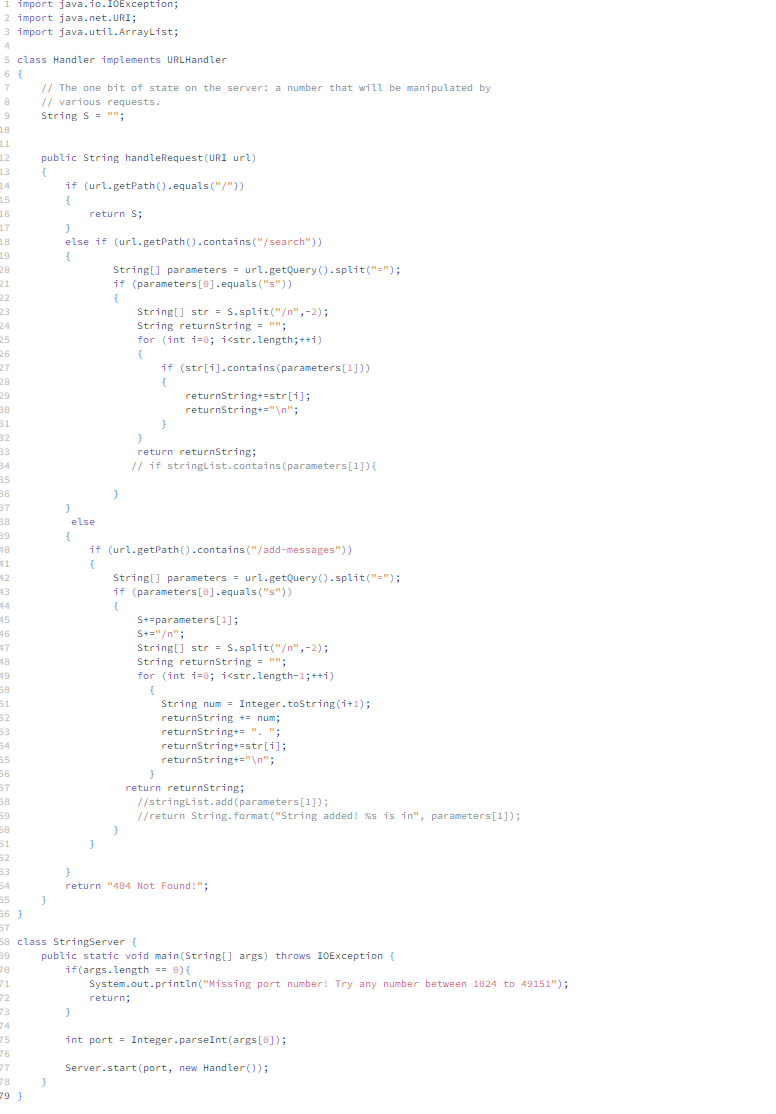 1 import java.io.IOException;
2 import java.net.URI;
3 import java.util.ArrayList;
4
5 class Handler implements URLHandler
6 {
7 // The one bit of state on the server: a number that will be manipulated by
8 // various requests.
9 String S = "";
10
11
12 public String handleRequest(URI url)
13 {
14 if (url.getPath().equals("/"))
15 {
16 return S;
17 }
18 else if (url.getPath().contains("/search"))
19 {
20 String[] parameters = url.getQuery().split("=");
21 if (parameters[0].equals("s"))
22 {
23 String[] str = S.split("/n",-2);
24 String returnString = "";
25 for (int i=0; i<str.length;++i)
26 {
27 if (str[i].contains(parameters[1]))
28 {
29 returnString+=str[i];
30 returnString+="\n";
31 }
32 }
33 return returnString;
34 // if stringList.contains(parameters[1]){
35
36 }
37 }
38 else
39 {
40 if (url.getPath().contains("/add-messages"))
41 {
42 String[] parameters = url.getQuery().split("=");
43 if (parameters[0].equals("s"))
44 {
45 S+=parameters[1];
46 S+="/n";
47 String[] str = S.split("/n",-2);
48 String returnString = "";
49 for (int i=0; i<str.length-1;++i)
50 {
51 String num = Integer.toString(i+1);
52 returnString += num;
53 returnString+= ". ";
54 returnString+=str[i];
55 returnString+="\n";
56 }
57 return returnString;
58 //stringList.add(parameters[1]);
59 //return String.format("String added! %s is in", parameters[1]);
60 }
61 }
62
63 }
64 return "404 Not Found!";
65 }
66 }
67
68 class StringServer {
69 public static void main(String[] args) throws IOException {
70 if(args.length == 0){
71 System.out.println("Missing port number! Try any number between 1024 to 49151");
72 return;
73 }
74
75 int port = Integer.parseInt(args[0]);
76
77 Server.start(port, new Handler());
78 }
79 }